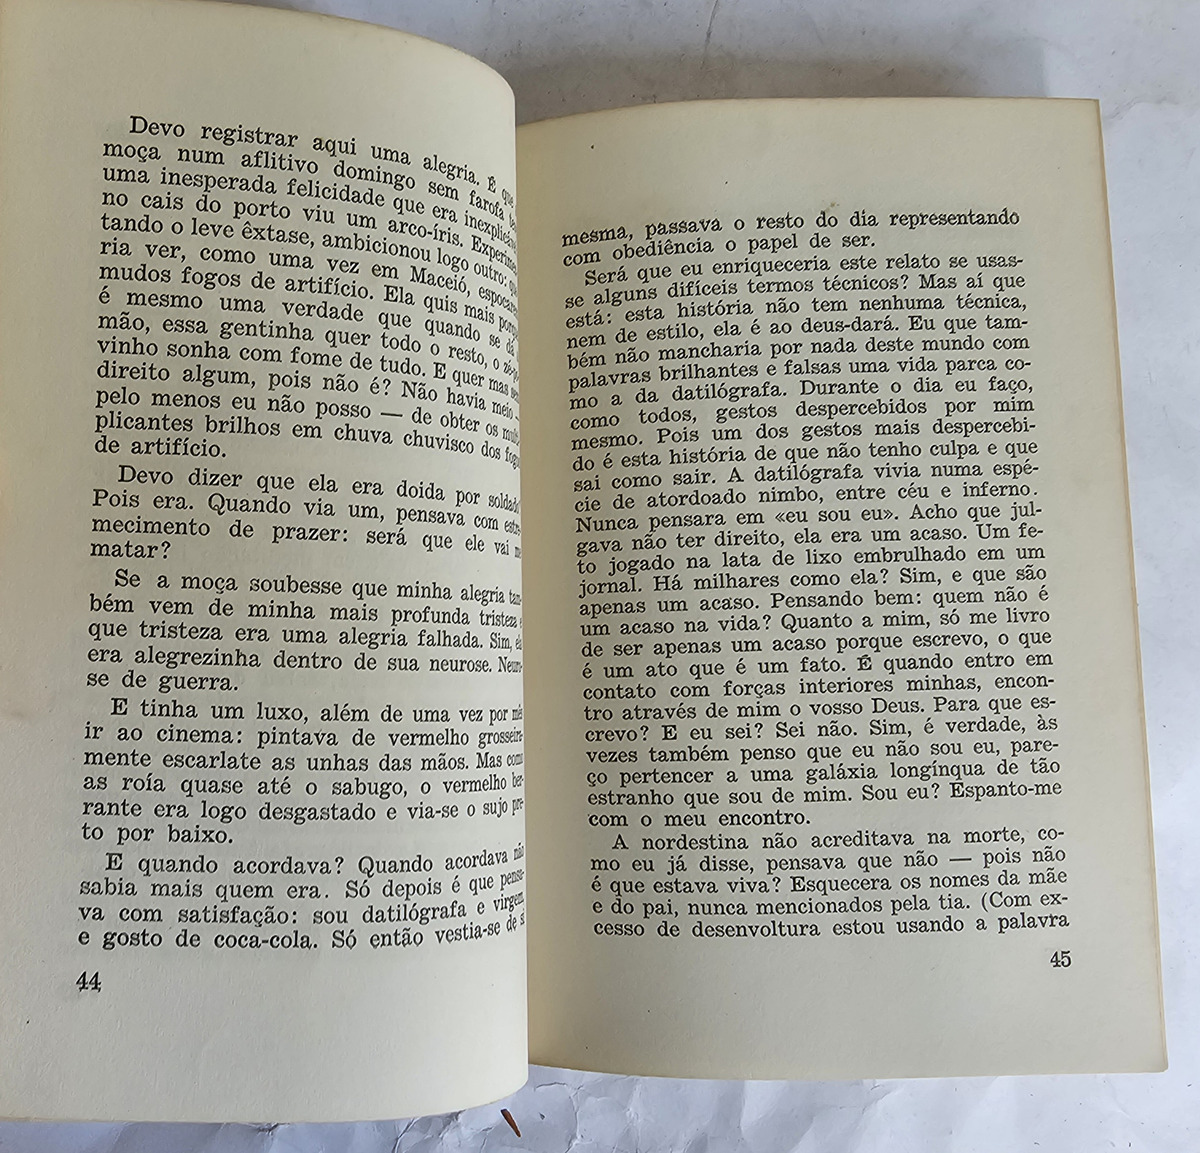 Devo registrar aqui uma alegria. É que
moça num aflitivo domingo sem farofa
uma inesperada felicidade que era
no cais do porto viu um arco-íris.
tando o leve êxtase, ambicionou logo outro:
ria ver, como uma vez em Maceió,
mudos fogos de artifício. Ela quis mais
é mesmo uma verdade que quando se dá
mão, essa gentinha quer todo o resto, o
vinho sonha com fome de tudo. E quer mas
direito algum, pois não é? Não havia meio —
pelo menos eu não posso — de obter os
plicantes brilhos em chuva chuvisco dos
de artifício.
Devo dizer que ela era doida por
Pois era. Quando via um, pensava com
mecimento de prazer: será que ele vai me
matar?
Se a moça soubesse que minha alegria tam-
bém vem de minha mais profunda tristeza e
que tristeza era uma alegria falhada. Sim, ela
era alegrezinha dentro de sua neurose. Neuro-
se de guerra.
E tinha um luxo, além de uma vez por mês
ir ao cinema: pintava de vermelho grosseira-
mente escarlate as unhas das mãos. Mas como
as roía quase até o sabugo, o vermelho ber-
rante era logo desgastado e via-se o sujo pre-
to por baixo.
E quando acordava? Quando acordava não
sabia mais quem era. Só depois é que pensa-
va com satisfação: sou datilógrafa e virgem,
e gosto de coca-cola. Só então vestia-se de si
44
mesma, passava o resto do dia representando
com obediência o papel de ser.
Será que eu enriqueceria este relato se usas-
se alguns difíceis termos técnicos? Mas aí que
está: esta história não tem nenhuma técnica,
nem de estilo, ela é ao deus-dará. Eu que tam-
bém não mancharia por nada deste mundo com
palavras brilhantes e falsas uma vida parca co-
mo a da datilógrafa. Durante o dia eu faço,
como todos, gestos despercebidos por mim
mesmo. Pois um dos gestos mais despercebi-
do é esta história de que não tenho culpa e que
sai como sair. A datilógrafa vivia numa espé-
cie de atordoado nimbo, entre céu e inferno.
Nunca pensara em «eu sou eu». Acho que jul-
gava não ter direito, ela era um acaso. Um fe-
to jogado na lata de lixo embrulhado em um
jornal. Há milhares como ela? Sim, e que são
apenas um acaso. Pensando bem: quem não é
um acaso na vida? Quanto a mim, só me livro
de ser apenas um acaso porque escrevo, o que
é um ato que é um fato. É quando entro em
contato com forças interiores minhas, encon-
tro através de mim o vosso Deus. Para que es-
crevo? E eu sei? Sei não. Sim, é verdade, às
vezes também penso que eu não sou eu, pare-
ço pertencer a uma galáxia longínqua de tão
estranho que sou de mim. Sou eu? Espanto-me
com o meu encontro.
A nordestina não acreditava na morte, co-
mo eu já disse, pensava que não — pois não
é que estava viva? Esquecera os nomes da mãe
e do pai, nunca mencionados pela tia. (Com ex-
cesso de desenvoltura estou usando a palavra
45